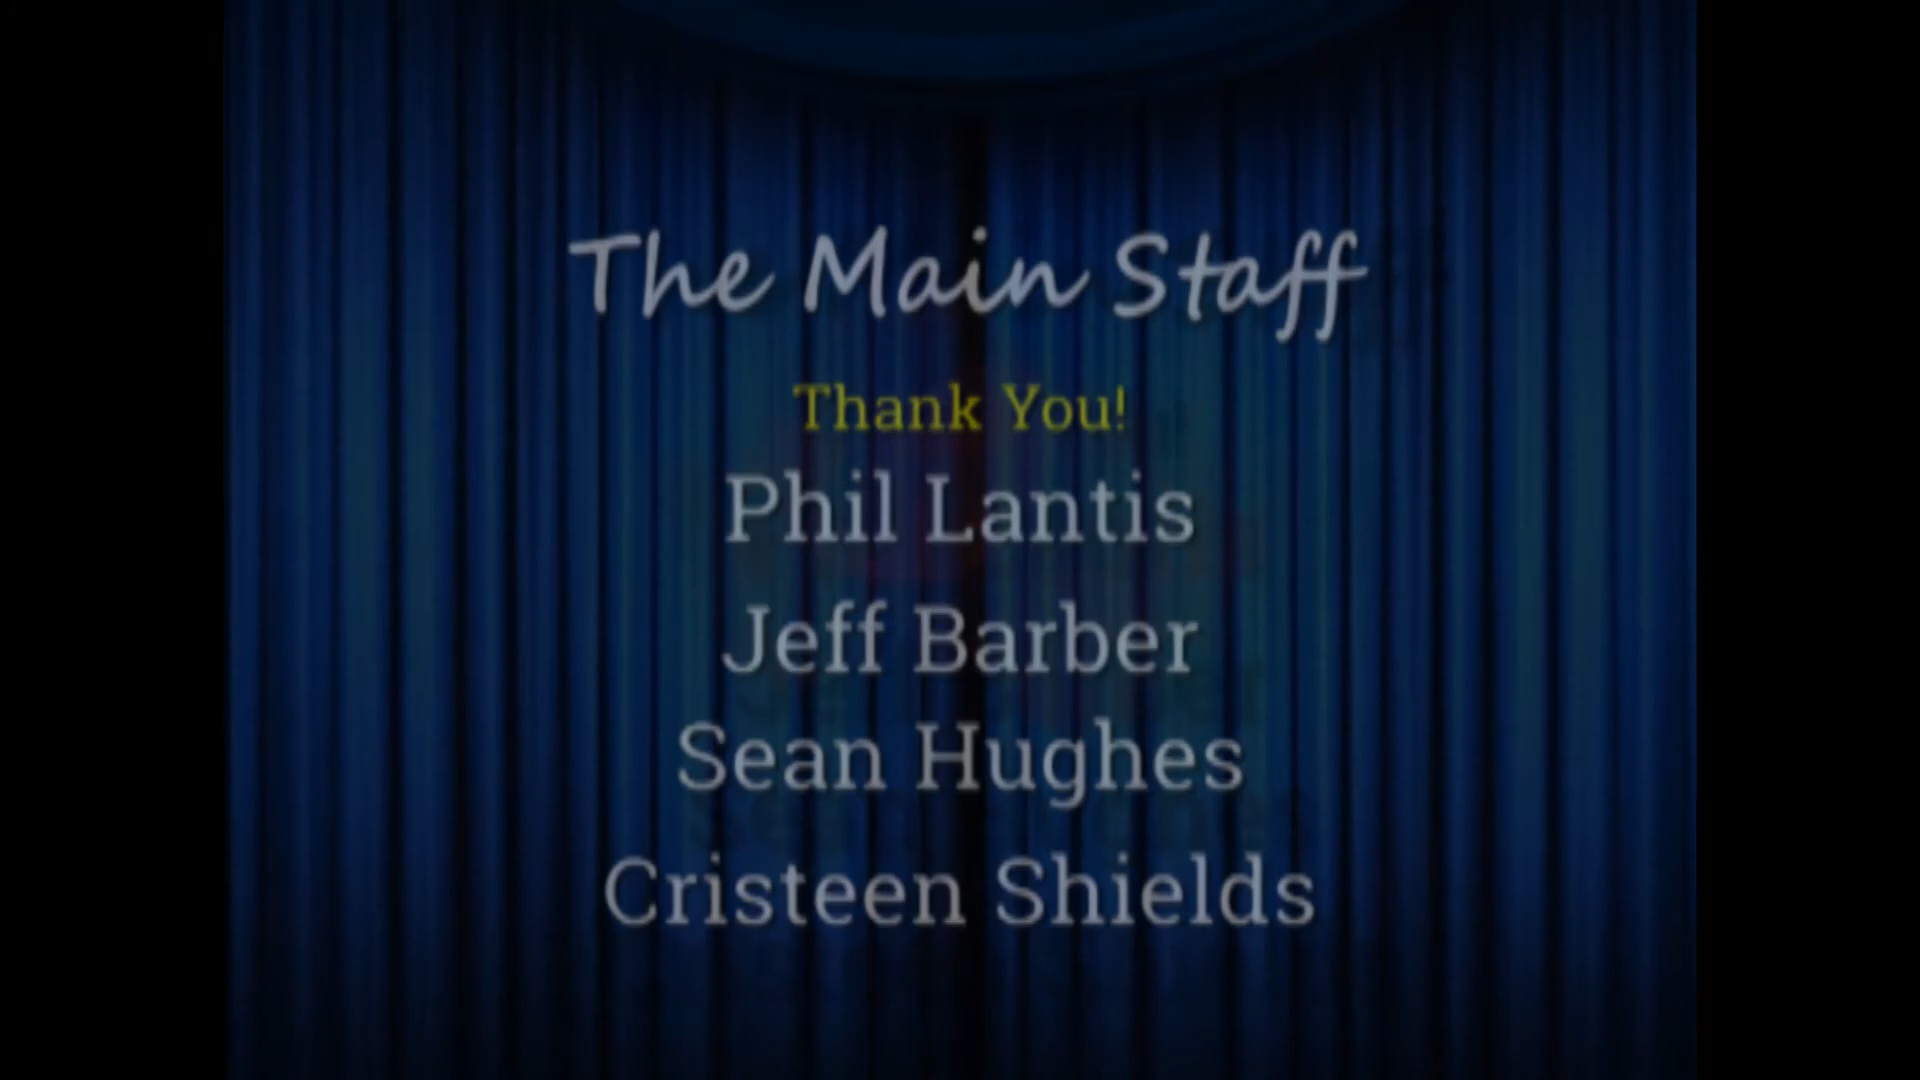 The Main Staff
Thank You!
Phil Lantis
Jeff Barber
Sean Hughes
Cristeen Shields